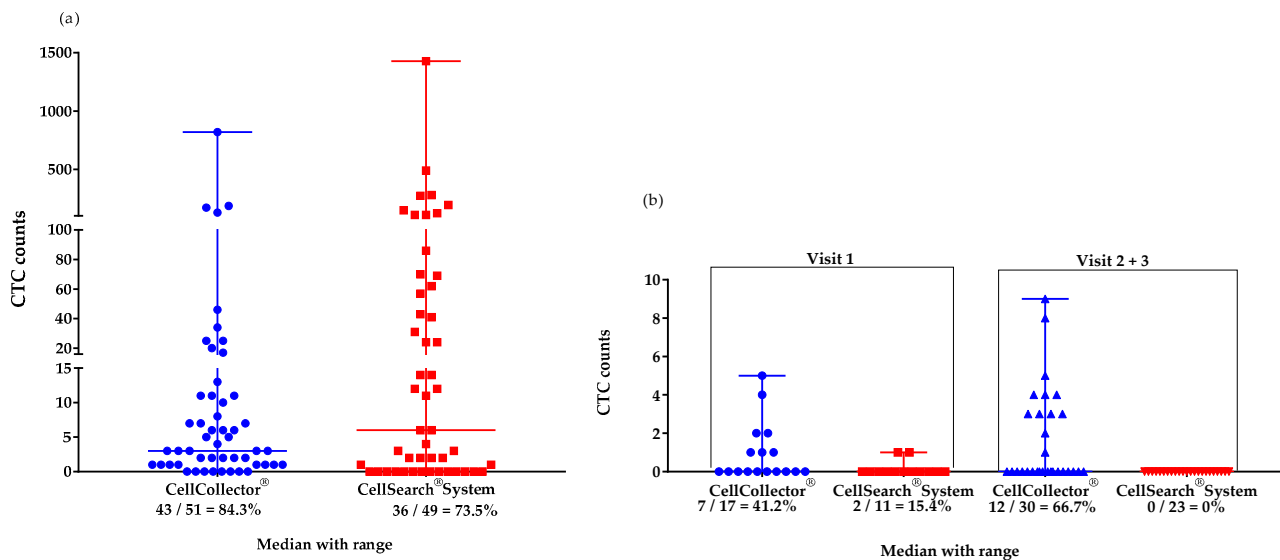 (a)
CTC counts
1500
1000
500
100
80
60
40
20
15
10
5
0
CellCollector®
43 / 51 = 84.3%
CellSearch®System
36 / 49 = 73.5%
Median with range
(b)
CTC counts
10
8
6
4
2
0
Visit 1
Visit 2 + 3
CellCollector®
7 / 17 = 41.2%
CellSearch®System
2 / 11 = 15.4%
CellCollector®
12 / 30 = 66.7%
CellSearch®System
0 / 23 = 0%
Median with range